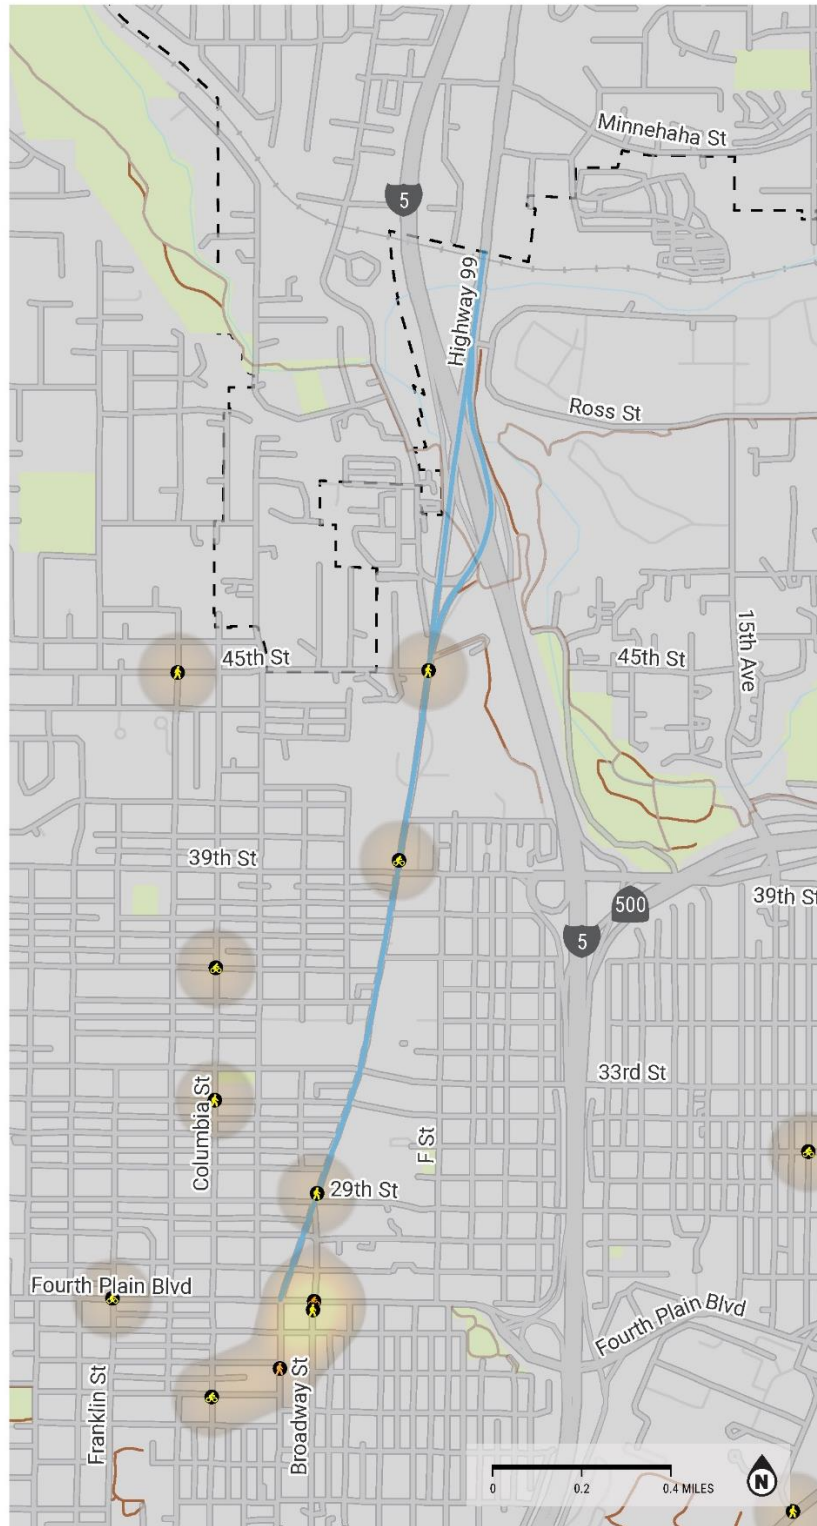 Minnehaha St
5
Highway 99
Ross St
45th St
45th St
15th Ave
39th St
500
39th St
5
33rd St
Columbia St
F St
29th St
Fourth Plain Blvd
Fourth Plain Blvd
Franklin St
Broadway St
0
0.2
0.4 MILES
N